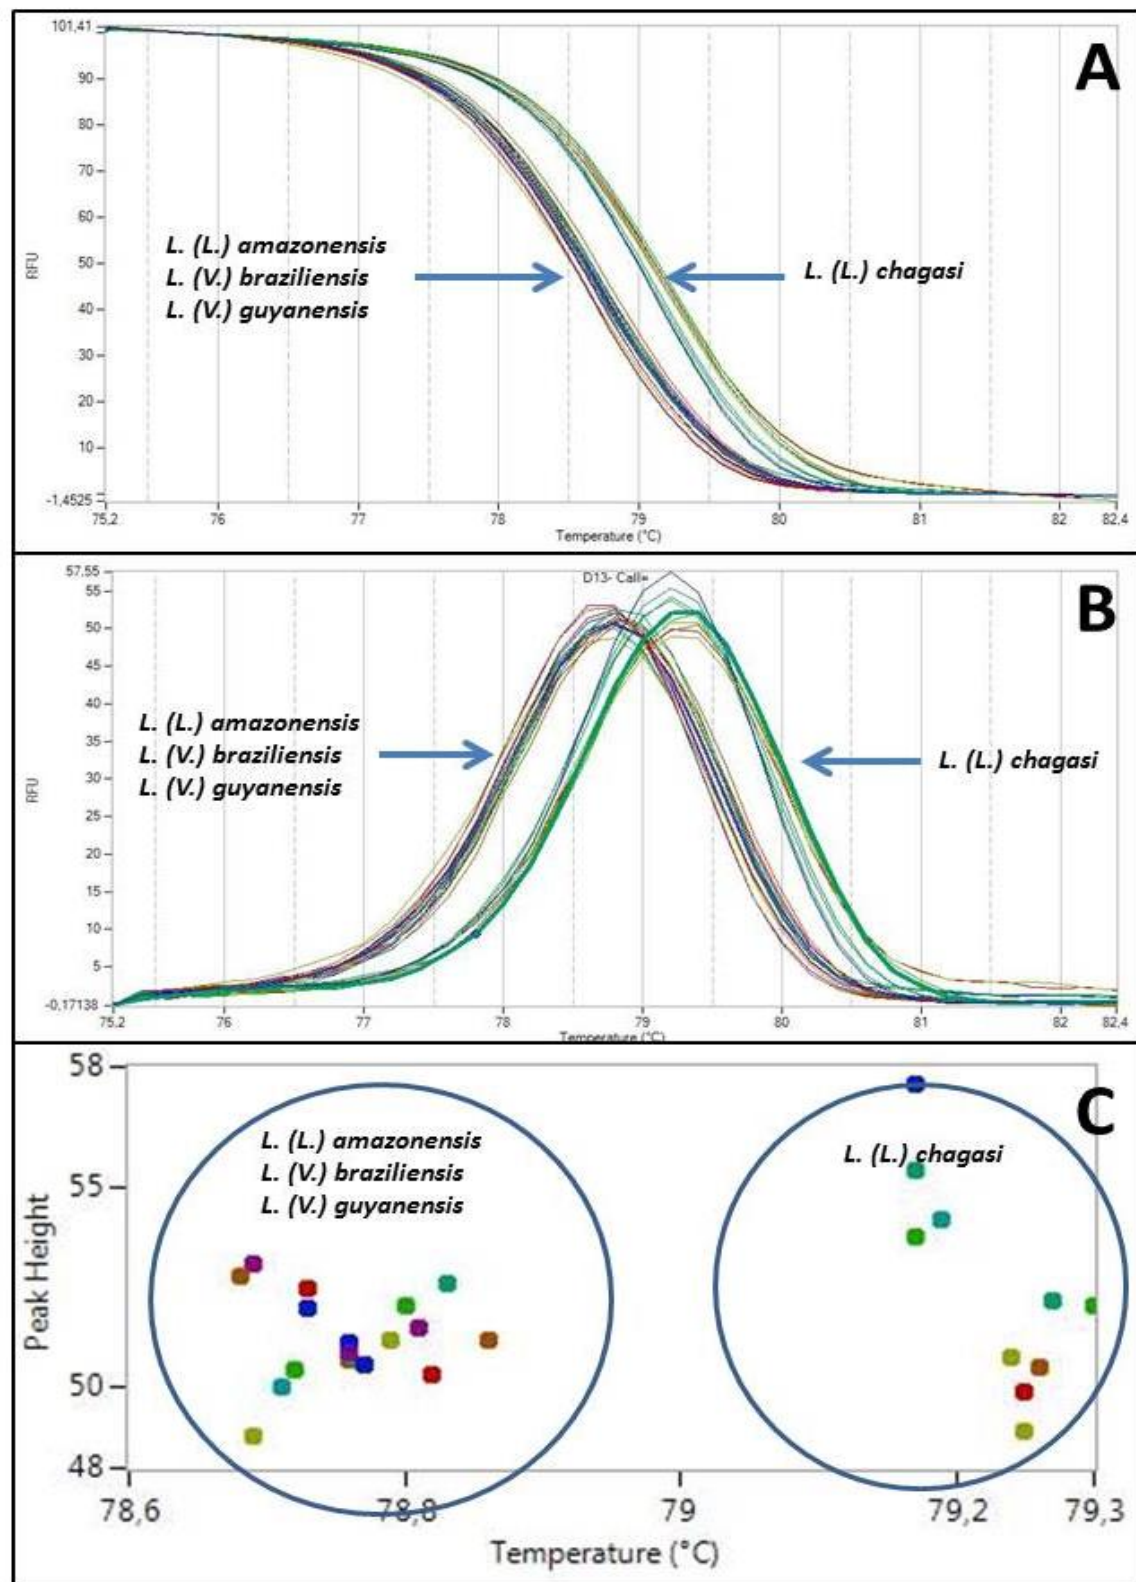 A
101,41
90
80
70
60
50
40
30
20
10
-1,4525
RFU
L. (L.) amazonensis
L. (V.) braziliensis
L. (V.) guyanensis
L. (L.) chagasi
75,2 76 77 78 79 80 81 82 82,4
Temperature (°C)
B
57,55
55
50
45
40
35
30
25
20
15
10
5
-0,17138
RFU
D13- Call=
L. (L.) amazonensis
L. (V.) braziliensis
L. (V.) guyanensis
L. (L.) chagasi
75,2 76 77 78 79 80 81 82 82,4
Temperature (°C)
C
58
55
50
48
Peak Height
L. (L.) amazonensis
L. (V.) braziliensis
L. (V.) guyanensis
L. (L.) chagasi
78,6 78,8 79 79,2 79,3
Temperature (°C)